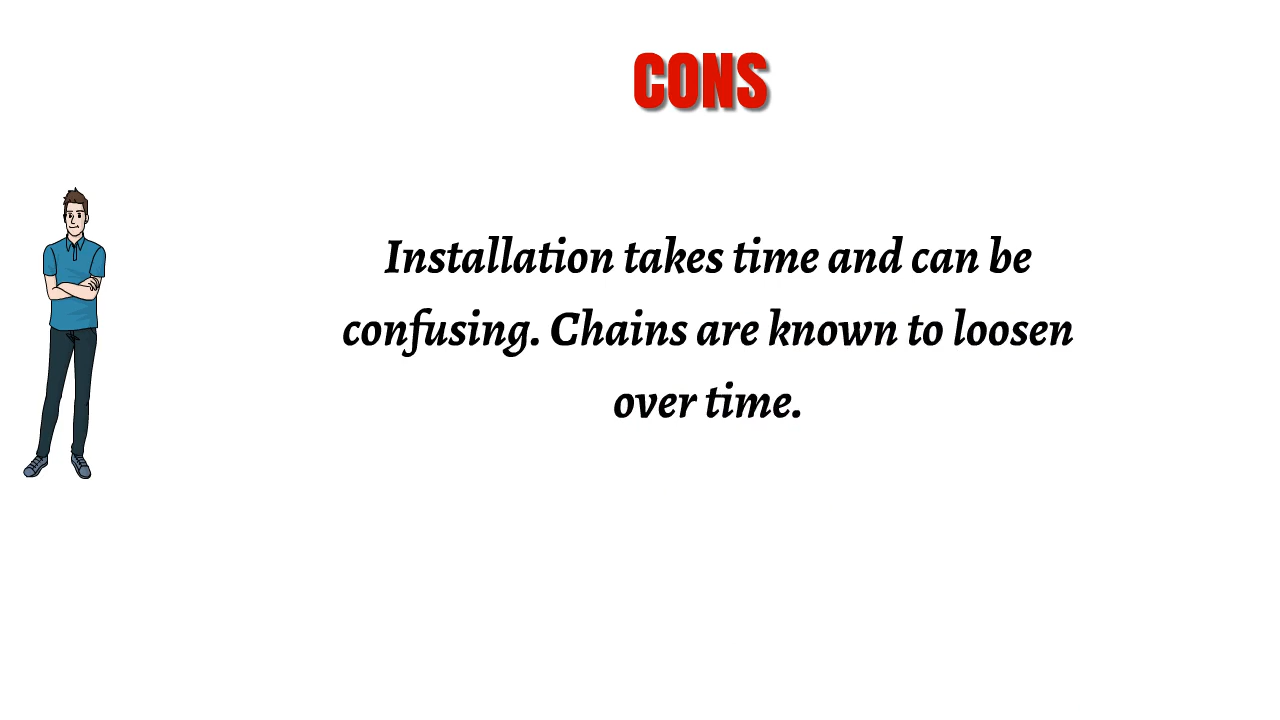 CONS
Installation takes time and can be
confusing. Chains are known to loosen
over time.